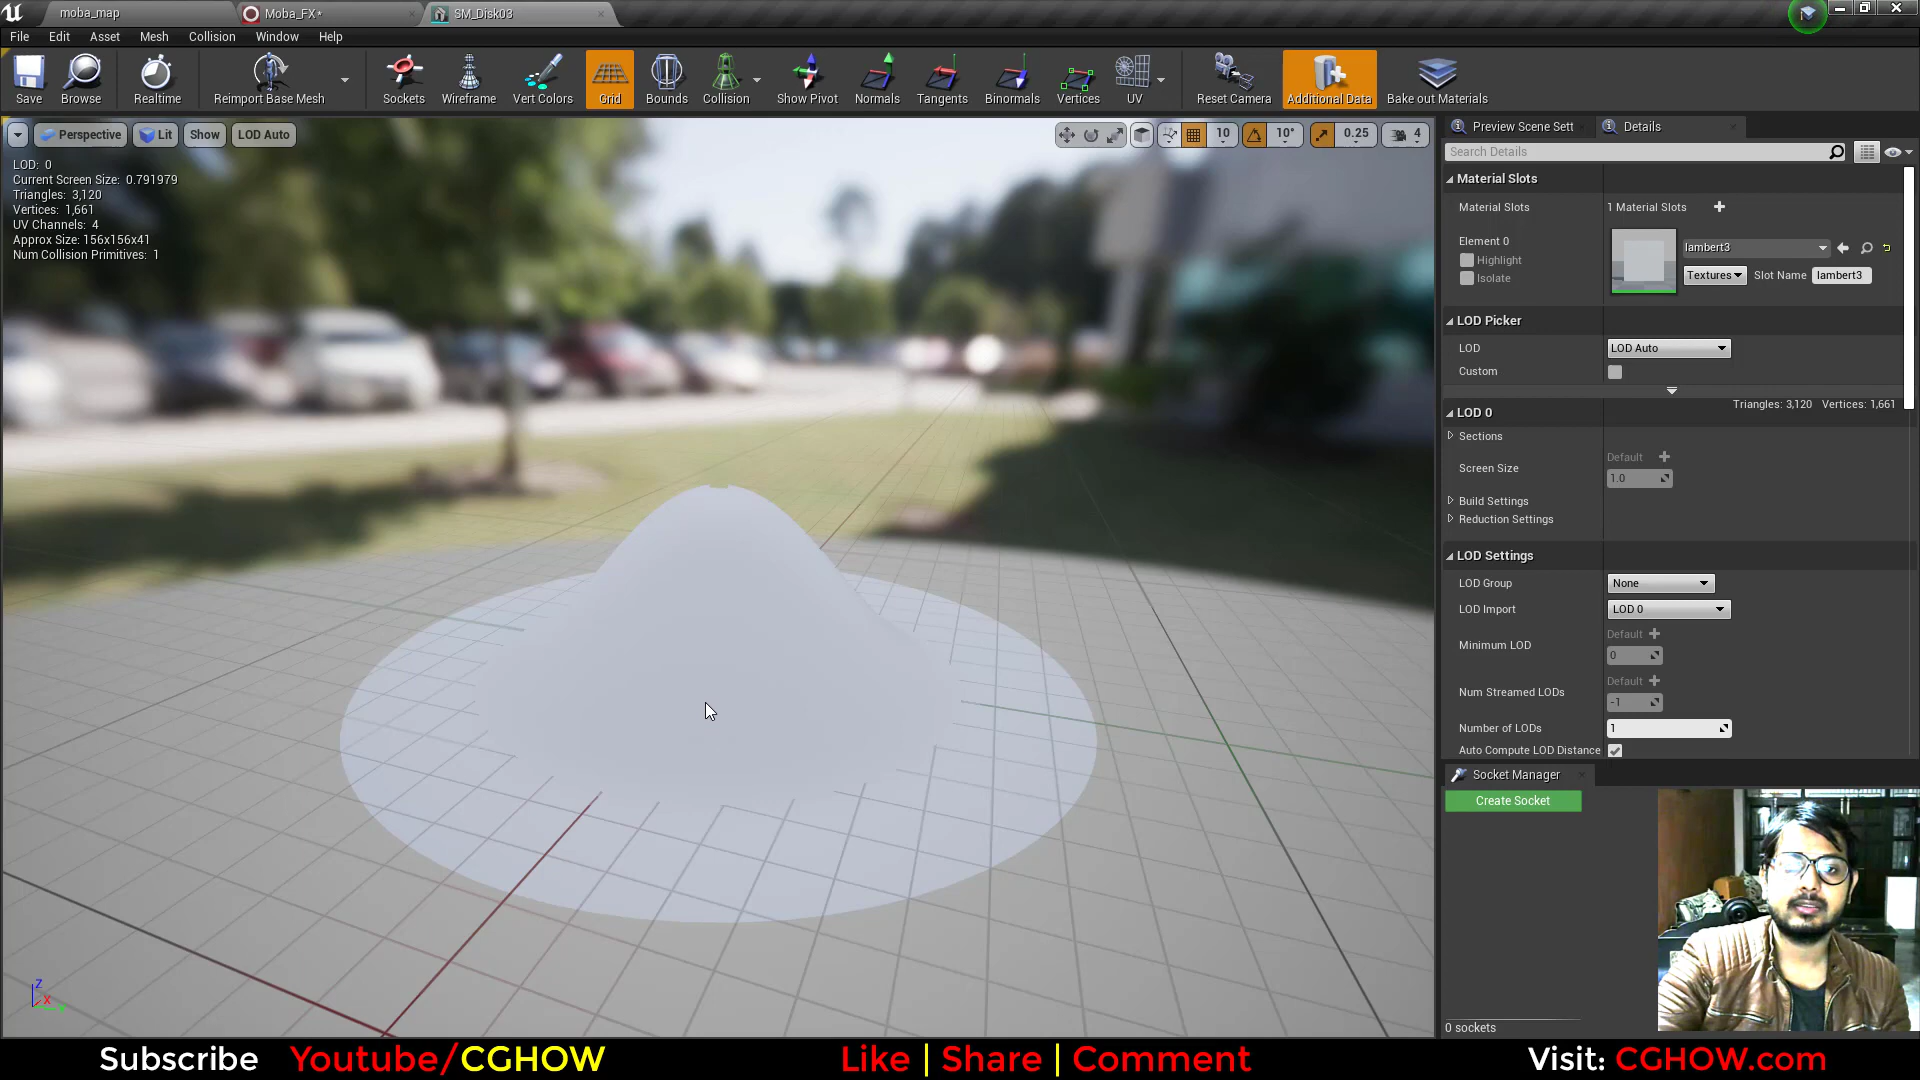 moba_map
Moba_FX*
SM_Disk03
File Edit Asset Mesh Collision Window Help
Save Browse Realtime Reimport Base Mesh Sockets Wireframe Vert Colors Grid Bounds Collision Show Pivot Normals Tangents Binormals Vertices UV Reset Camera Additional Data Bake out Materials
Perspective Lit Show LOD Auto 10 10° 0.25 4
LOD: 0
Current Screen Size: 0.791979
Triangles: 3,120
Vertices: 1,661
UV Channels: 4
Approx Size: 156x156x41
Num Collision Primitives: 1
Z
X
Preview Scene Sett Details
Search Details
Material Slots
Material Slots 1 Material Slots
Element 0
Highlight
Isolate
lambert3
Textures Slot Name lambert3
LOD Picker
LOD LOD Auto
Custom
LOD 0 Triangles: 3,120 Vertices: 1,661
Sections
Screen Size Default
1.0
Build Settings
Reduction Settings
LOD Settings
LOD Group None
LOD Import LOD 0
Minimum LOD Default
0
Num Streamed LODs Default
-1
Number of LODs 1
Auto Compute LOD Distance
Socket Manager
Create Socket
0 sockets
Subscribe Youtube/CGHOW Like | Share | Comment Visit: CGHOW.com